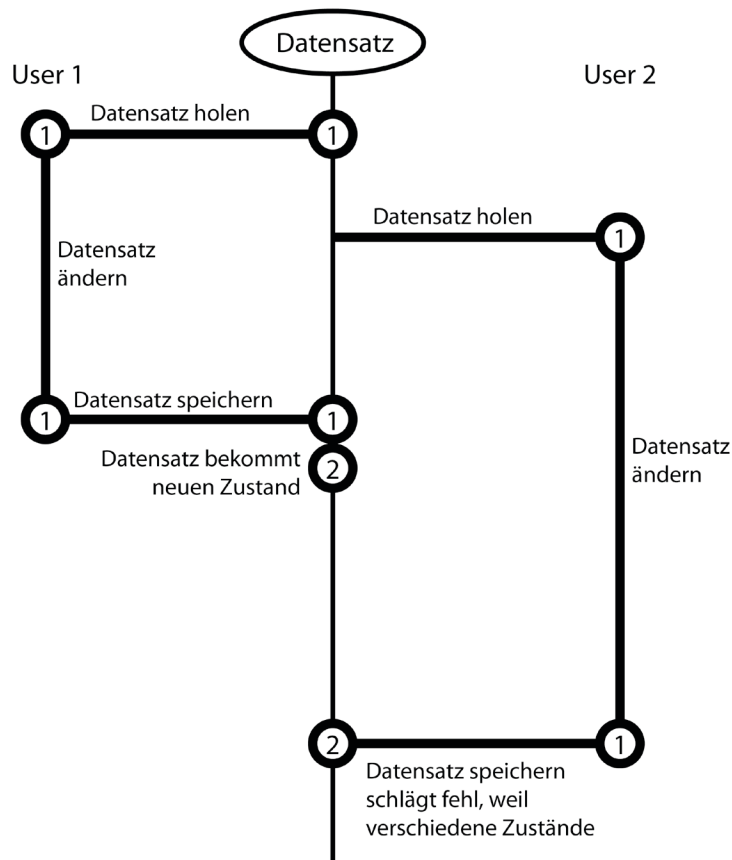 Datensatz
User 1
User 2
Datensatz holen
1
1
Datensatz holen
1
Datensatz
ändern
Datensatz speichern
1
1
Datensatz bekommt
neuen Zustand
2
Datensatz
ändern
2
1
Datensatz speichern
schlägt fehl, weil
verschiedene Zustände